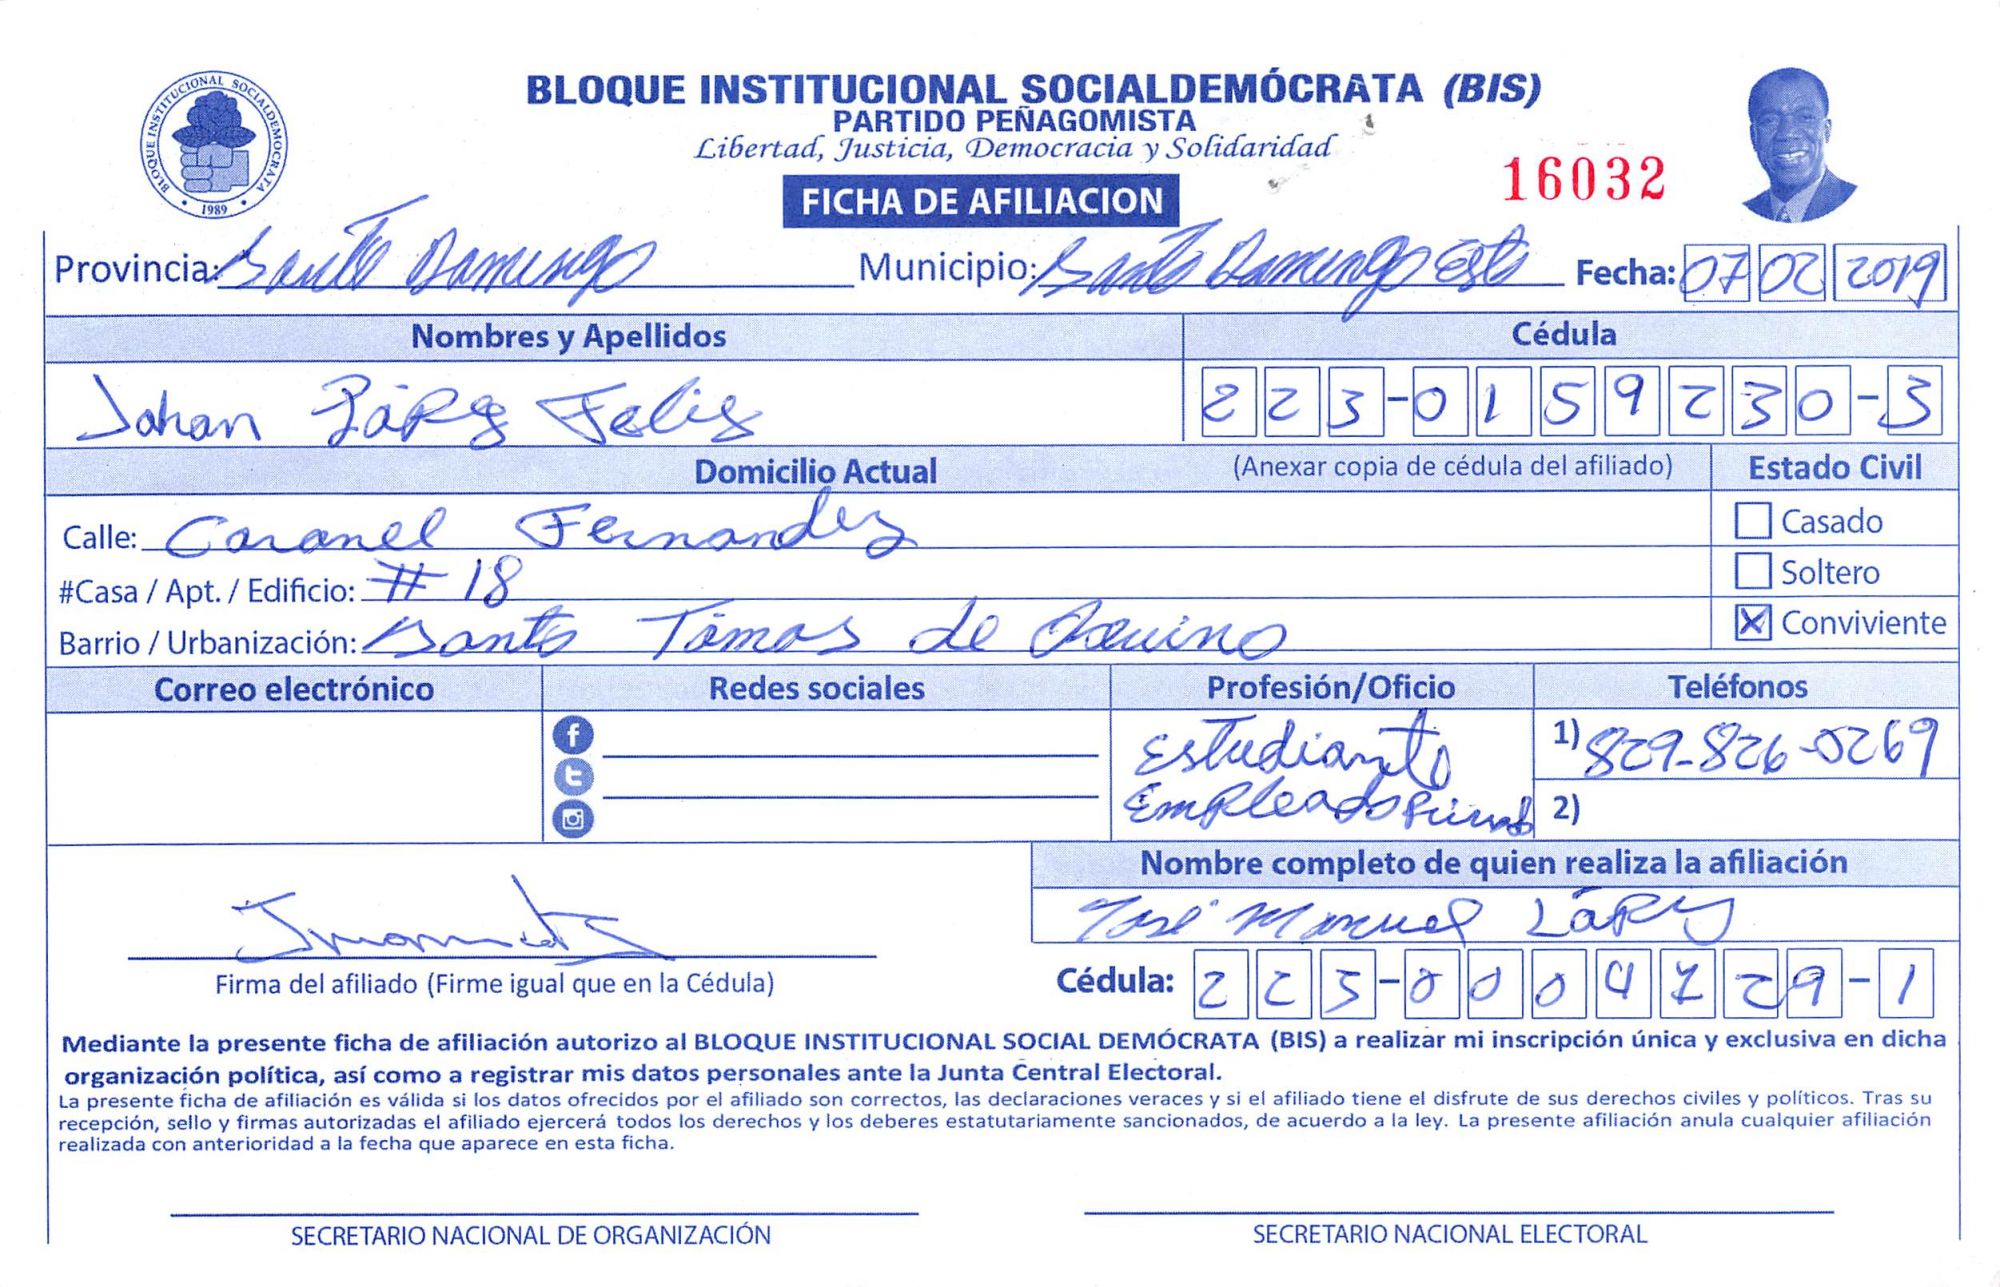 BLOQUE INSTITUCIONAL SOCIALDEMÓCRATA (BIS)
PARTIDO PEÑAGOMISTA
Libertad, Justicia, Democracia y Solidaridad
BLOQUE INSTITUCIONAL SOCIALDEMOCRATA
1989
16032
FICHA DE AFILIACION
Provincia: Santo Domingo Municipio: Santo Domingo Este Fecha: 07 02 2019
Nombres y Apellidos Cédula
Johan Feliz 223-0159230-3
Domicilio Actual (Anexar copia de cédula del afiliado) Estado Civil
Calle: Coronel Fernandez Casado
#Casa / Apt. / Edificio: # 18 Soltero
Barrio / Urbanización: Santo Tómas de Aquino Conviviente
Correo electrónico Redes sociales Profesión/Oficio Teléfonos
Estudiante 1) 829-826-0269
Empleado Privado 2)
Nombre completo de quien realiza la afiliación
José Manuel
Firma del afiliado (Firme igual que en la Cédula) Cédula: 223-0004729-1
Mediante la presente ficha de afiliación autorizo al BLOQUE INSTITUCIONAL SOCIAL DEMÓCRATA (BIS) a realizar mi inscripción única y exclusiva en dicha
organización política, así como a registrar mis datos personales ante la Junta Central Electoral.
La presente ficha de afiliación es válida si los datos ofrecidos por el afiliado son correctos, las declaraciones veraces y si el afiliado tiene el disfrute de sus derechos civiles y políticos. Tras su
recepción, sello y firmas autorizadas el afiliado ejercerá todos los derechos y los deberes estatutariamente sancionados, de acuerdo a la ley. La presente afiliación anula cualquier afiliación
realizada con anterioridad a la fecha que aparece en esta ficha.
SECRETARIO NACIONAL DE ORGANIZACIÓN SECRETARIO NACIONAL ELECTORAL